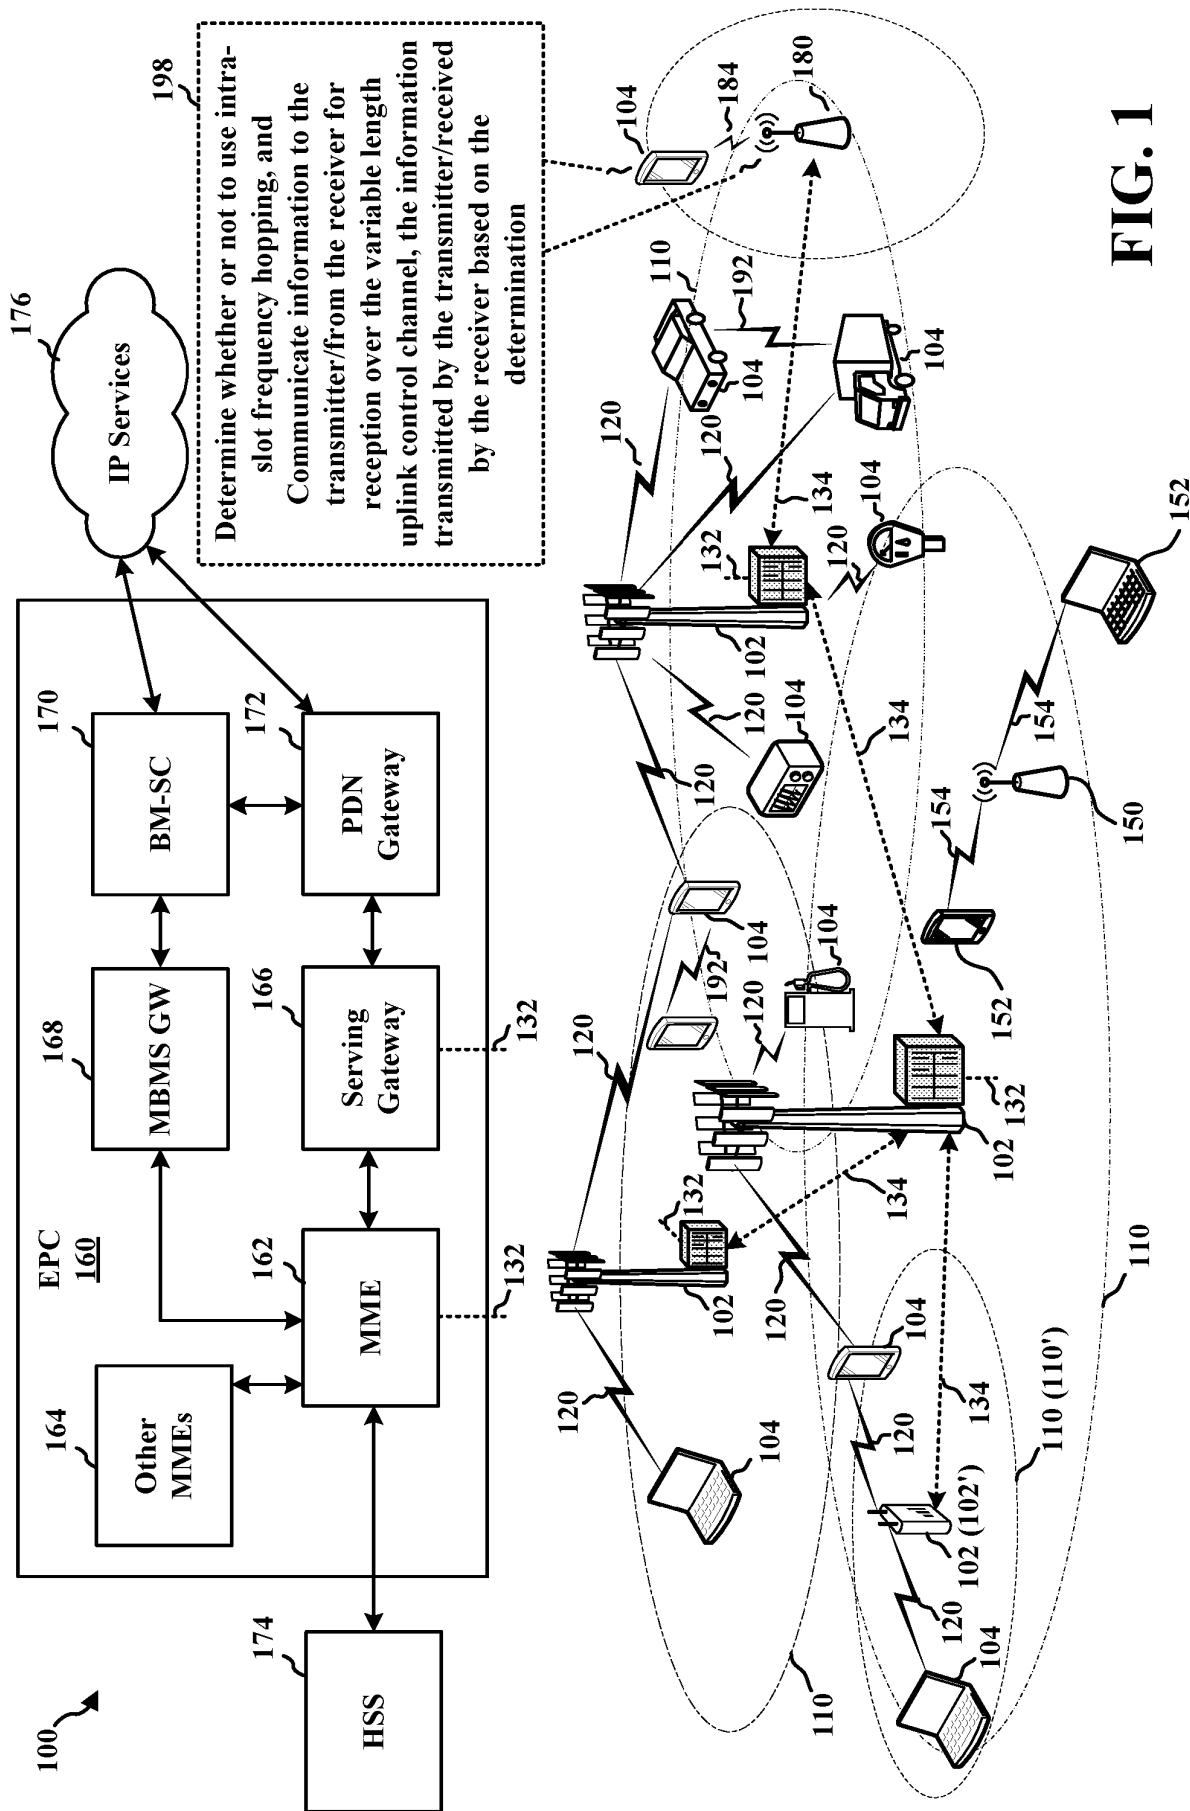 100
HSS
174
EPC
160
Other
MMEs
164
MME
162
132
MBMS GW
168
Serving
Gateway
166
132
BM-SC
170
PDN
Gateway
172
IP Services
176
198
Determine whether or not to use intra-
slot frequency hopping, and
Communicate information to the
transmitter/from the receiver for
reception over the variable length
uplink control channel, the information
transmitted by the transmitter/received
by the receiver based on the
determination
104
120
102
132
120
104
192
120
120
104
102
132
134
120
104
120
132
134
120
110
104
192
120
104
104
184
180
110
104
120
102 (102')
120
104
120
134
110 (110')
102
132
134
110
152
154
150
154
152
134
FIG. 1